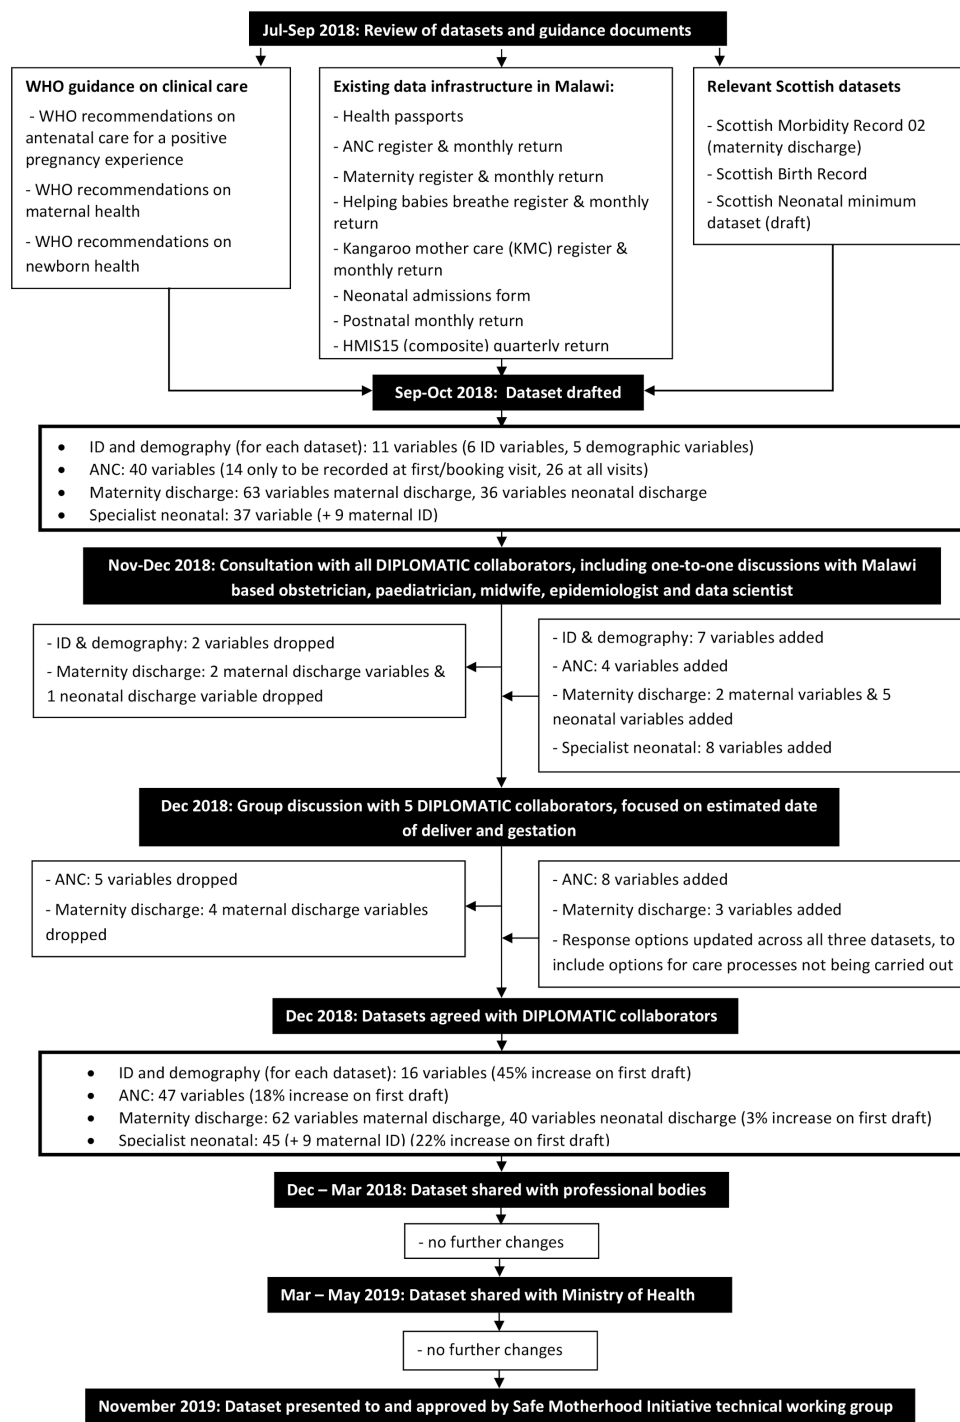 Jul-Sep 2018: Review of datasets and guidance documents
WHO guidance on clinical care
- WHO recommendations on
antenatal care for a positive
pregnancy experience
- WHO recommendations on
maternal health
- WHO recommendations on
newborn health
Existing data infrastructure in Malawi:
- Health passports
- ANC register & monthly return
- Maternity register & monthly return
- Helping babies breathe register & monthly
return
- Kangaroo mother care (KMC) register &
monthly return
- Neonatal admissions form
- Postnatal monthly return
- HMIS15 (composite) quarterly return
Relevant Scottish datasets
- Scottish Morbidity Record 02
(maternity discharge)
- Scottish Birth Record
- Scottish Neonatal minimum
dataset (draft)
Sep-Oct 2018: Dataset drafted
• ID and demography (for each dataset): 11 variables (6 ID variables, 5 demographic variables)
• ANC: 40 variables (14 only to be recorded at first/booking visit, 26 at all visits)
• Maternity discharge: 63 variables maternal discharge, 36 variables neonatal discharge
• Specialist neonatal: 37 variable (+ 9 maternal ID)
Nov-Dec 2018: Consultation with all DIPLOMATIC collaborators, including one-to-one discussions with Malawi
based obstetrician, paediatrician, midwife, epidemiologist and data scientist
- ID & demography: 2 variables dropped
- Maternity discharge: 2 maternal discharge variables &
1 neonatal discharge variable dropped
- ID & demography: 7 variables added
- ANC: 4 variables added
- Maternity discharge: 2 maternal variables & 5
neonatal variables added
- Specialist neonatal: 8 variables added
Dec 2018: Group discussion with 5 DIPLOMATIC collaborators, focused on estimated date
of deliver and gestation
- ANC: 5 variables dropped
- Maternity discharge: 4 maternal discharge variables
dropped
- ANC: 8 variables added
- Maternity discharge: 3 variables added
- Response options updated across all three datasets, to
include options for care processes not being carried out
Dec 2018: Datasets agreed with DIPLOMATIC collaborators
• ID and demography (for each dataset): 16 variables (45% increase on first draft)
• ANC: 47 variables (18% increase on first draft)
• Maternity discharge: 62 variables maternal discharge, 40 variables neonatal discharge (3% increase on first draft)
• Specialist neonatal: 45 (+ 9 maternal ID) (22% increase on first draft)
Dec – Mar 2018: Dataset shared with professional bodies
- no further changes
Mar – May 2019: Dataset shared with Ministry of Health
- no further changes
November 2019: Dataset presented to and approved by Safe Motherhood Initiative technical working group